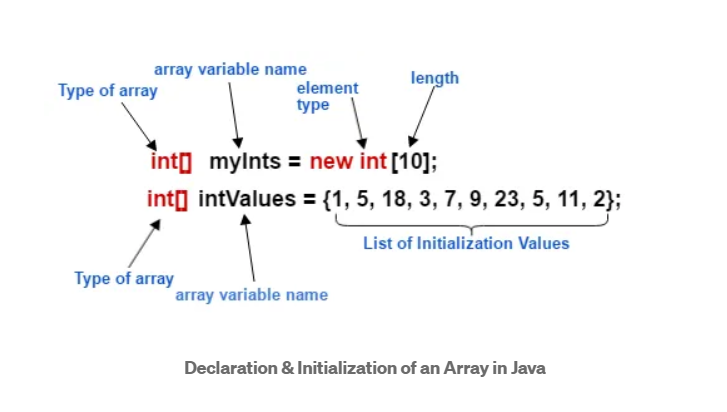 array variable name
Type of array
element
type
length
int[] myInts = new int [10];
int[] intValues = {1, 5, 18, 3, 7, 9, 23, 5, 11, 2};
List of Initialization Values
Type of array
array variable name
Declaration & Initialization of an Array in Java